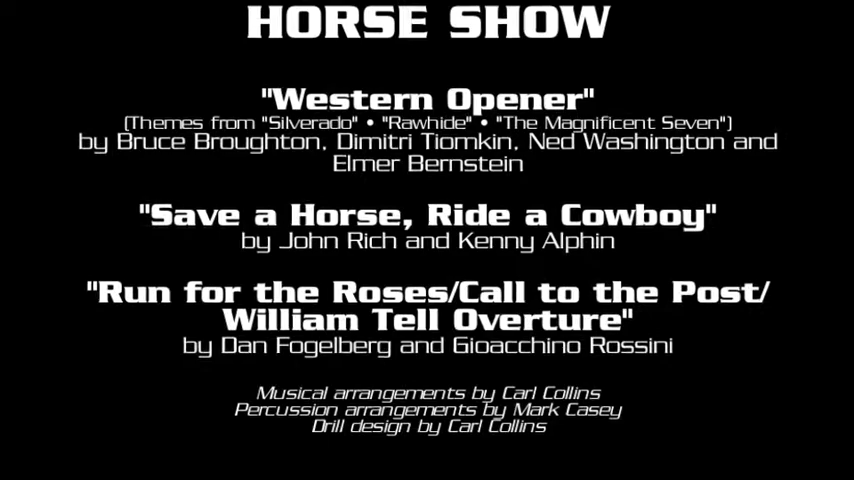 HORSE SHOW
"Western Opener"
(Themes from "Silverado" • "Rawhide" • "The Magnificent Seven")
by Bruce Broughton, Dimitri Tiomkin, Ned Washington and
Elmer Bernstein
"Save a Horse, Ride a Cowboy"
by John Rich and Kenny Alphin
"Run for the Roses/Call to the Post/
William Tell Overture"
by Dan Fogelberg and Gioacchino Rossini
Musical arrangements by Carl Collins
Percussion arrangements by Mark Casey
Drill design by Carl Collins